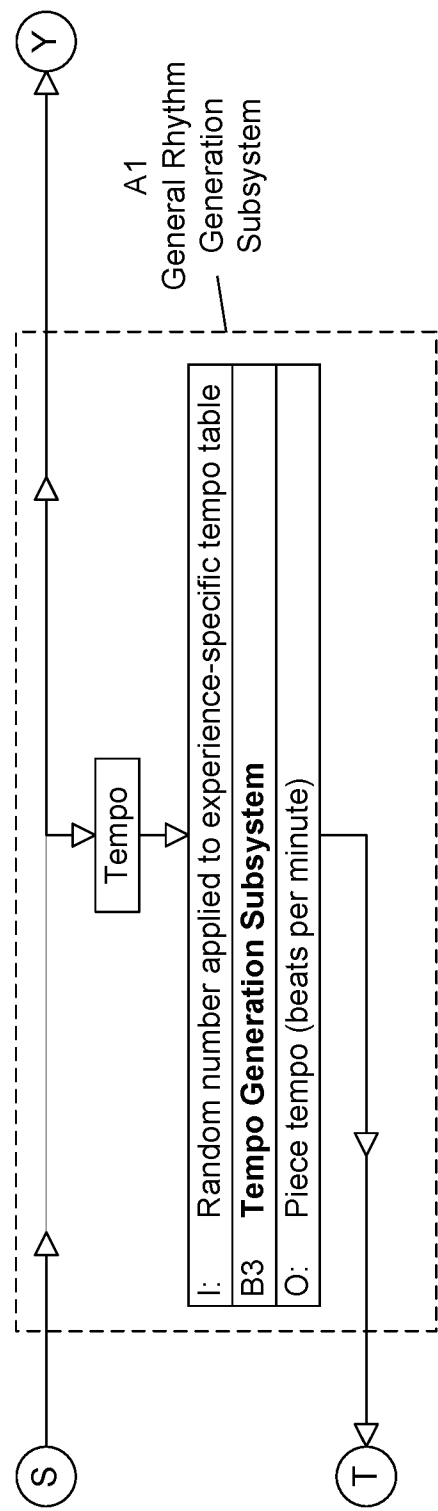 S
Y
A1
General Rhythm
Generation
Subsystem
Tempo
I: Random number applied to experience-specific tempo table
B3 Tempo Generation Subsystem
O: Piece tempo (beats per minute)
T